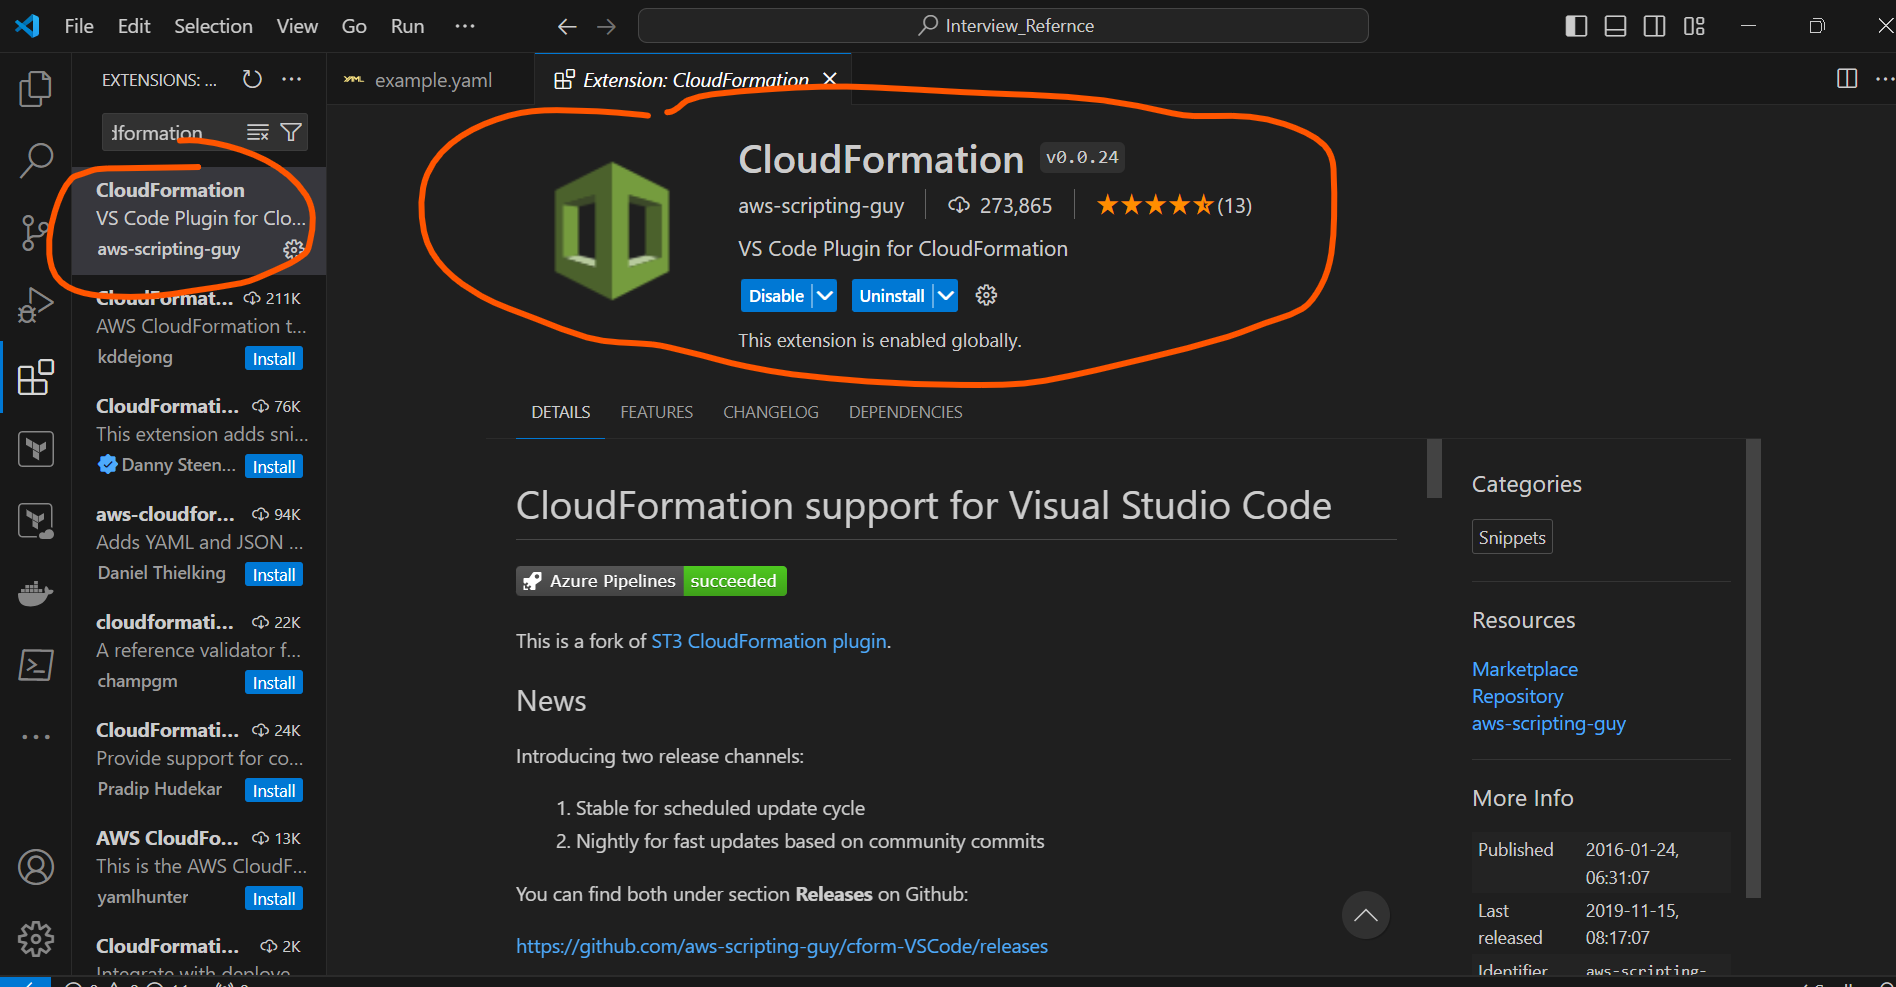 File Edit Selection View Go Run ···
Interview_Refernce
EXTENSIONS: ...
dformation
CloudFormation
VS Code Plugin for Clo...
aws-scripting-guy
CloudFormat... 211K
AWS CloudFormation t...
kddejong Install
CloudFormati... 76K
This extension adds sni...
Danny Steen... Install
aws-cloudfor... 94K
Adds YAML and JSON ...
Daniel Thielking Install
cloudformati... 22K
A reference validator f...
champgm Install
CloudFormati... 24K
Provide support for co...
Pradip Hudekar Install
AWS CloudFo... 13K
This is the AWS CloudF...
yamlhunter Install
CloudFormati... 2K
Integrate with deploye
YAML example.yaml
Extension: CloudFormation
CloudFormation v0.0.24
aws-scripting-guy 273,865 (13)
VS Code Plugin for CloudFormation
Disable Uninstall
This extension is enabled globally.
DETAILS FEATURES CHANGELOG DEPENDENCIES
CloudFormation support for Visual Studio Code
Azure Pipelines succeeded
This is a fork of ST3 CloudFormation plugin.
News
Introducing two release channels:
1. Stable for scheduled update cycle
2. Nightly for fast updates based on community commits
You can find both under section Releases on Github:
https://github.com/aws-scripting-guy/cform-VSCode/releases
Categories
Snippets
Resources
Marketplace
Repository
aws-scripting-guy
More Info
Published 2016-01-24,
06:31:07
Last 2019-11-15,
released 08:17:07
Identifier aws-scripting-